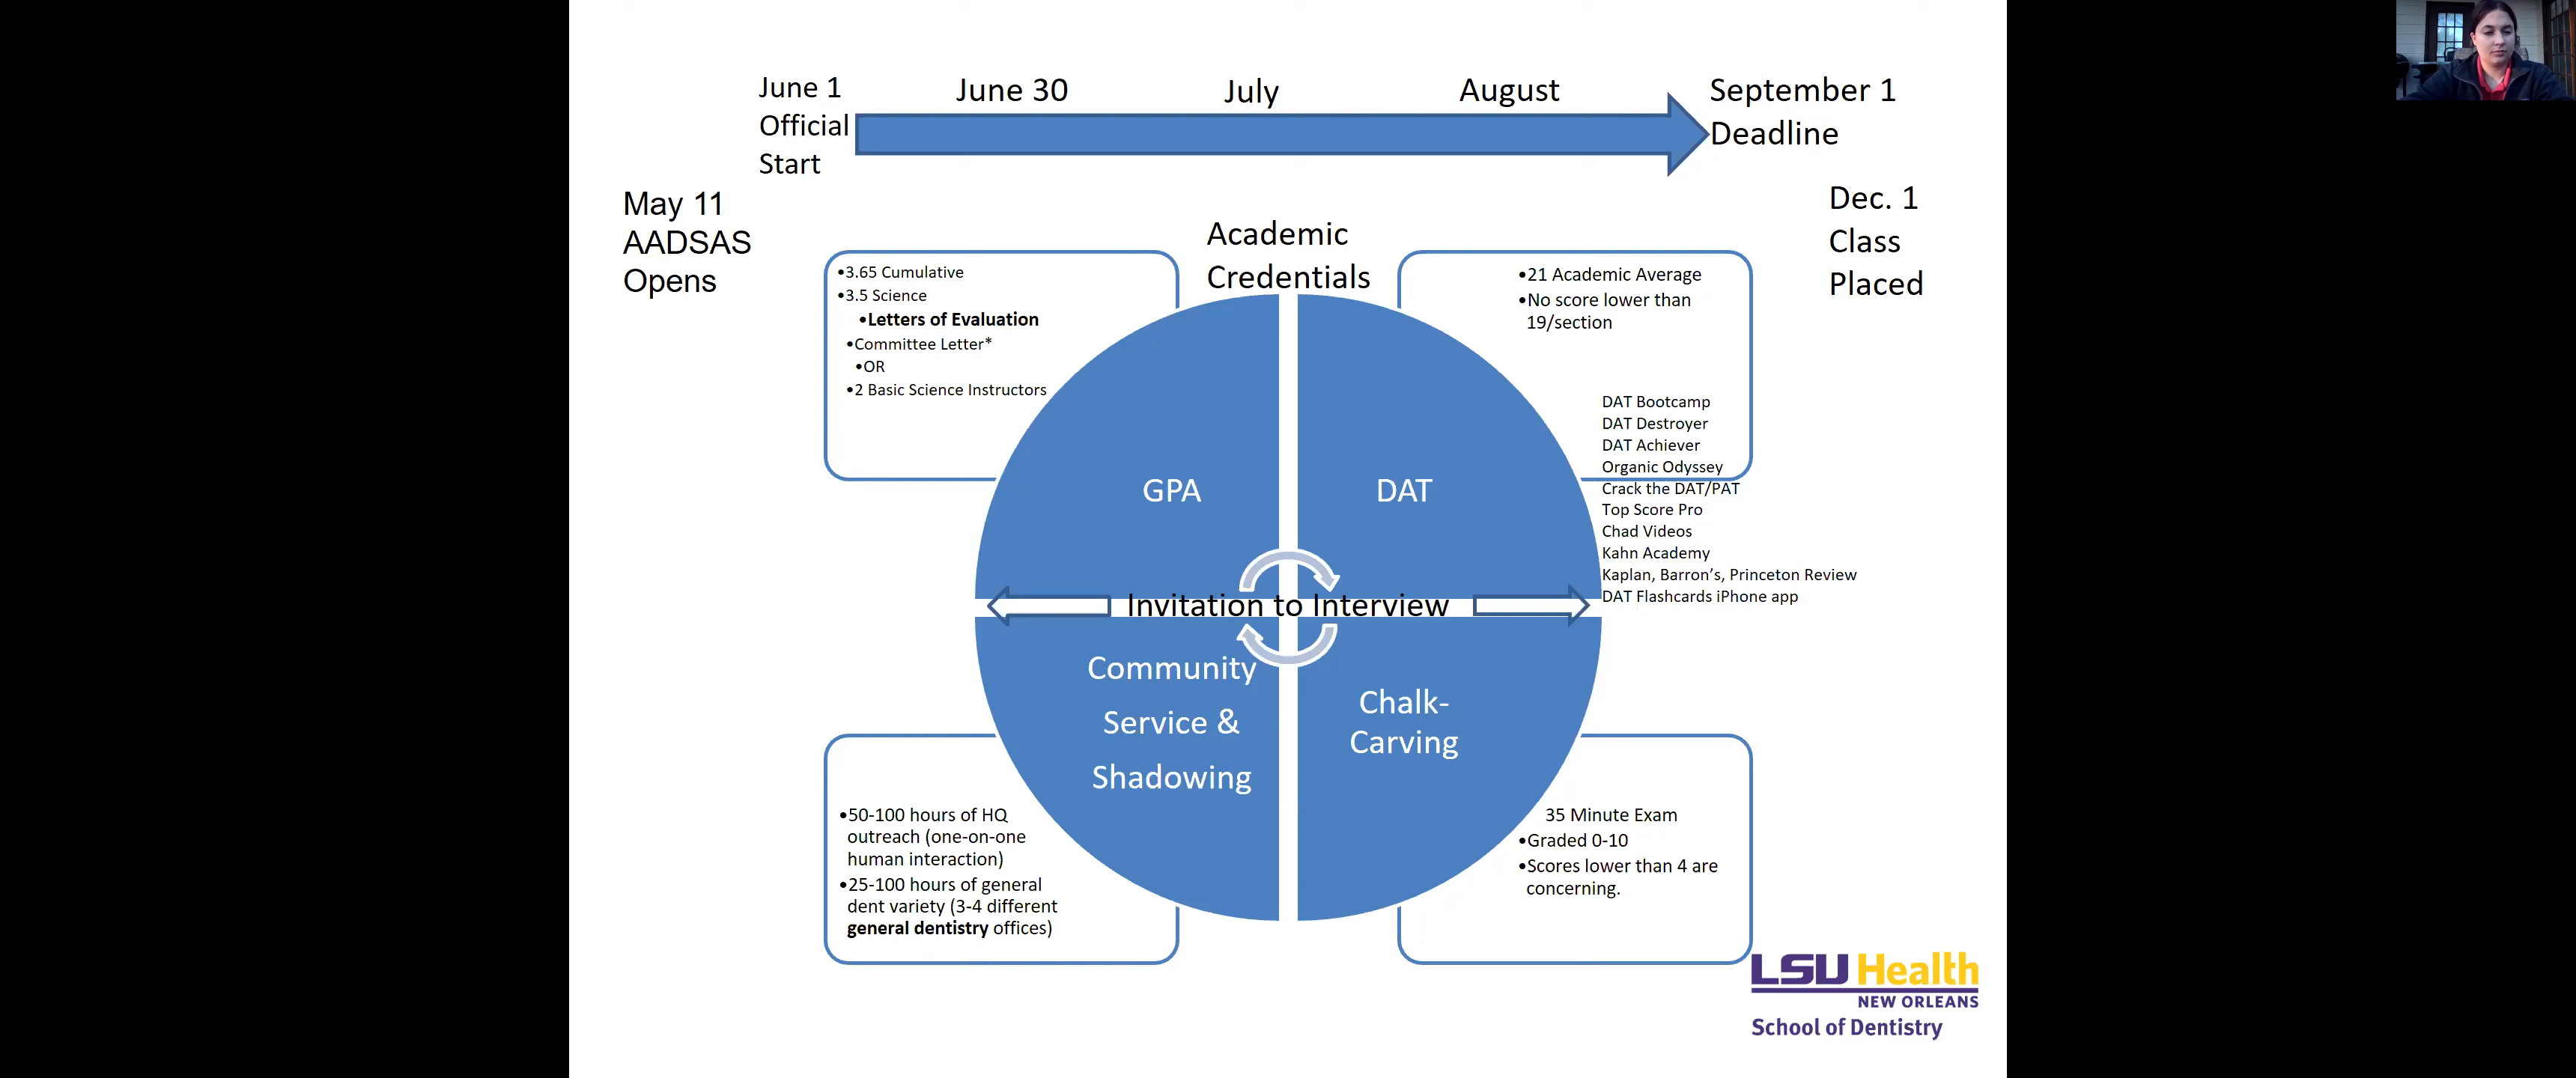 June 1
Official
Start
June 30
July
August
September 1
Deadline
May 11
AADSAS
Opens
Dec. 1
Class
Placed
Academic
Credentials
•3.65 Cumulative
•3.5 Science
•Letters of Evaluation
•Committee Letter*
•OR
•2 Basic Science Instructors
•21 Academic Average
•No score lower than
19/section
DAT Bootcamp
DAT Destroyer
DAT Achiever
Organic Odyssey
Crack the DAT/PAT
Top Score Pro
Chad Videos
Kahn Academy
Kaplan, Barron’s, Princeton Review
DAT Flashcards iPhone app
GPA
DAT
Invitation to Interview
Community
Service &
Shadowing
Chalk-
Carving
•50-100 hours of HQ
outreach (one-on-one
human interaction)
•25-100 hours of general
dent variety (3-4 different
general dentistry offices)
35 Minute Exam
•Graded 0-10
•Scores lower than 4 are
concerning.
LSU Health
NEW ORLEANS
School of Dentistry